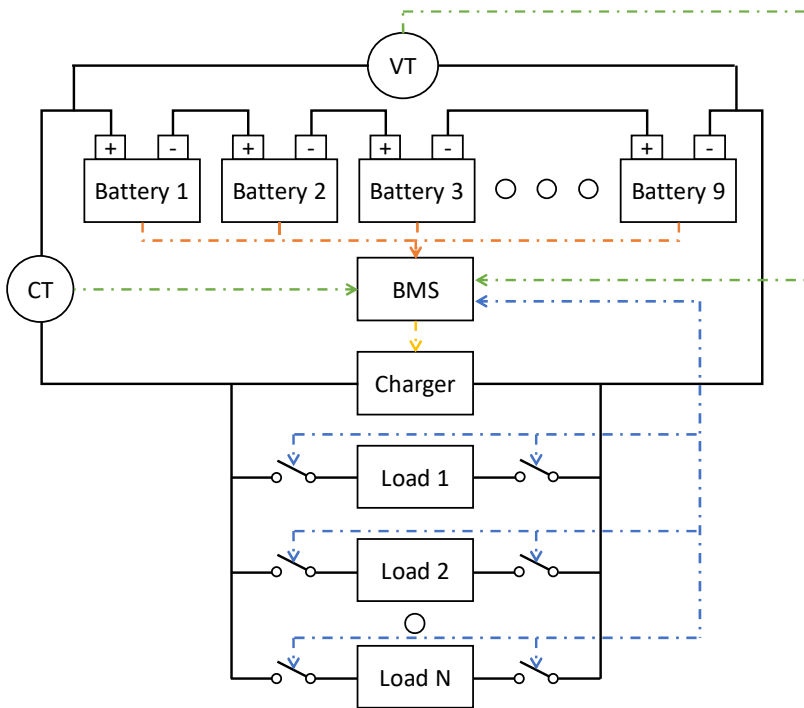 VT
+ - + - + - + -
Battery 1 Battery 2 Battery 3 Battery 9
CT
BMS
Charger
Load 1
Load 2
Load N